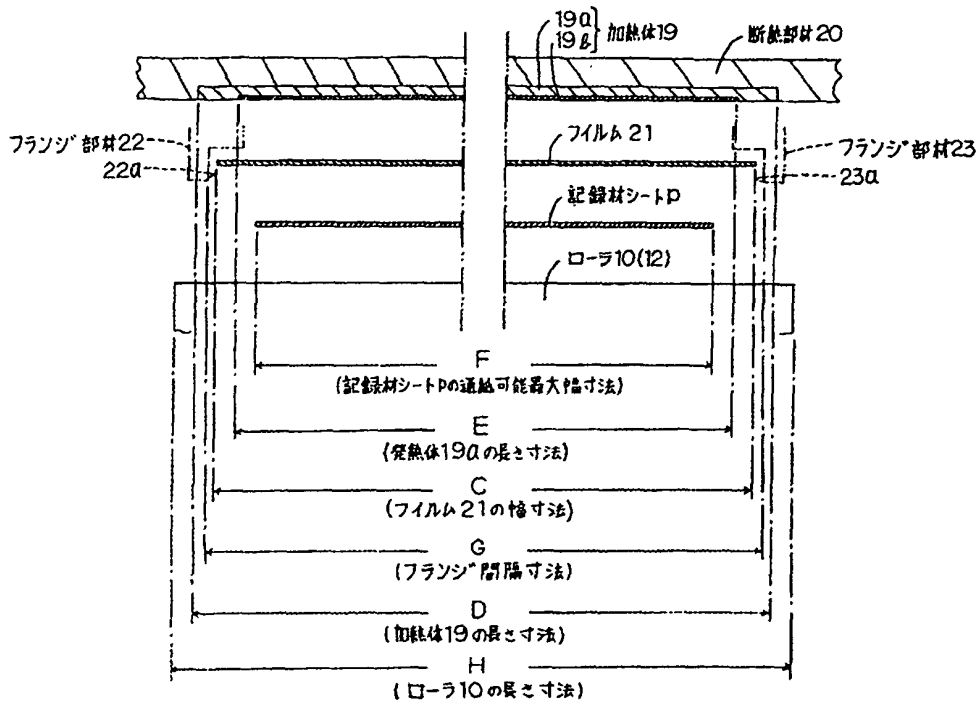 19a
19b } 加熱体19
断熱部材20
フランジ部材22
22a
フイルム21
フランジ部材23
23a
記録材シートP
ローラ10(12)
F
(記録材シートPの通紙可能最大幅寸法)
E
(発熱体19aの長さ寸法)
C
(フイルム21の幅寸法)
G
(フランジ間隔寸法)
D
(加熱体19の長さ寸法)
H
(ローラ10の長さ寸法)